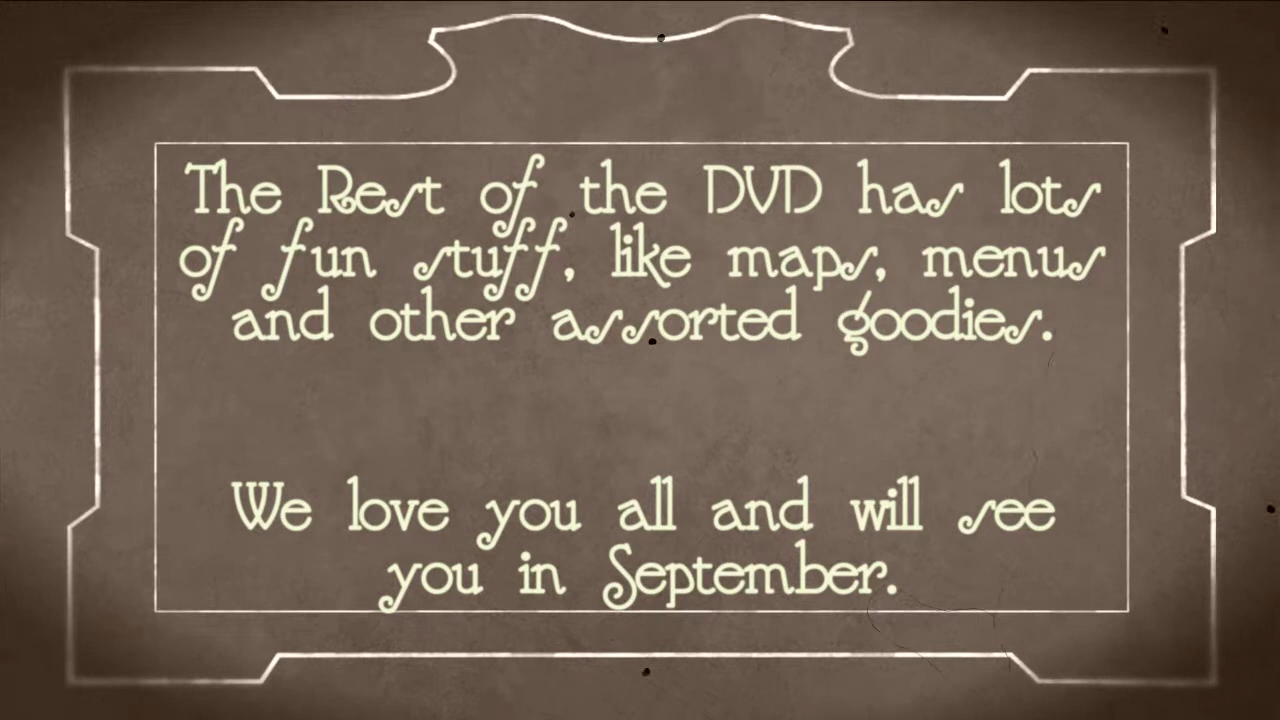 The Rest of the DVD has lots
of fun stuff, like maps, menus
and other assorted goodies.
We love you all and will see
you in September.